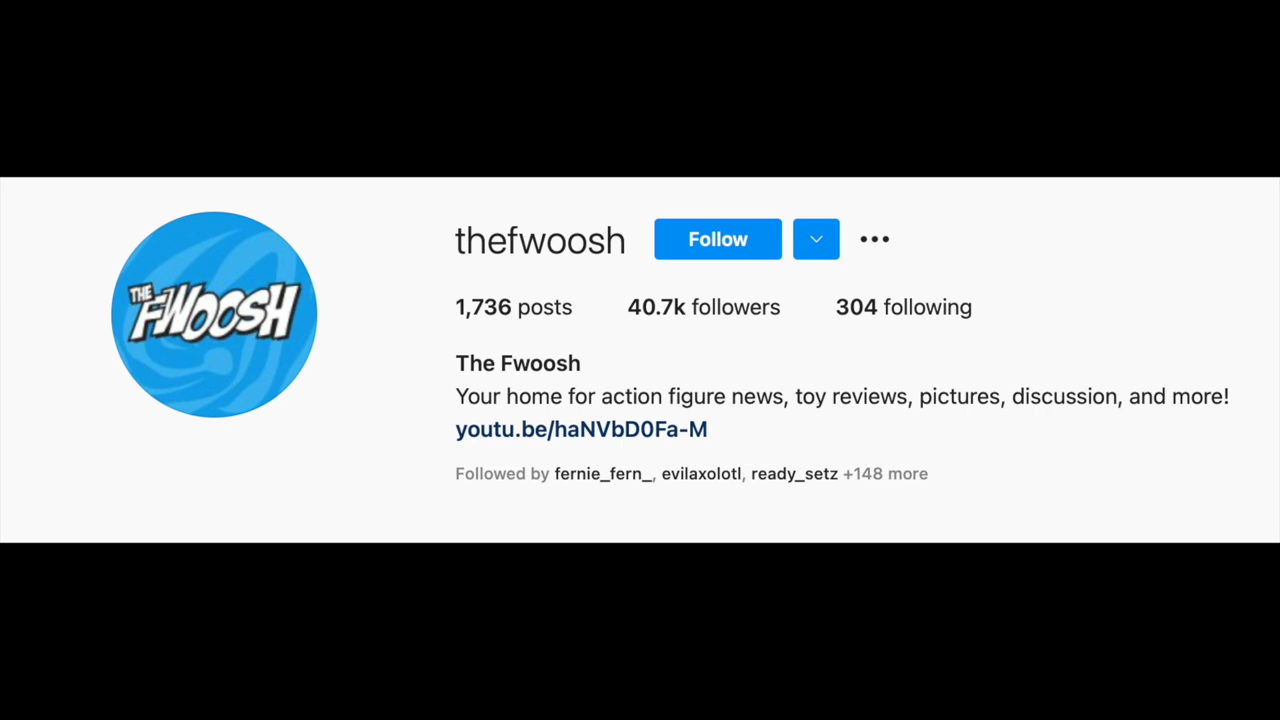 THE
FWOOSH
thefwoosh Follow
1,736 posts 40.7k followers 304 following
The Fwoosh
Your home for action figure news, toy reviews, pictures, discussion, and more!
youtu.be/haNVbD0Fa-M
Followed by fernie_fern_, evilaxolotl, ready_setz +148 more